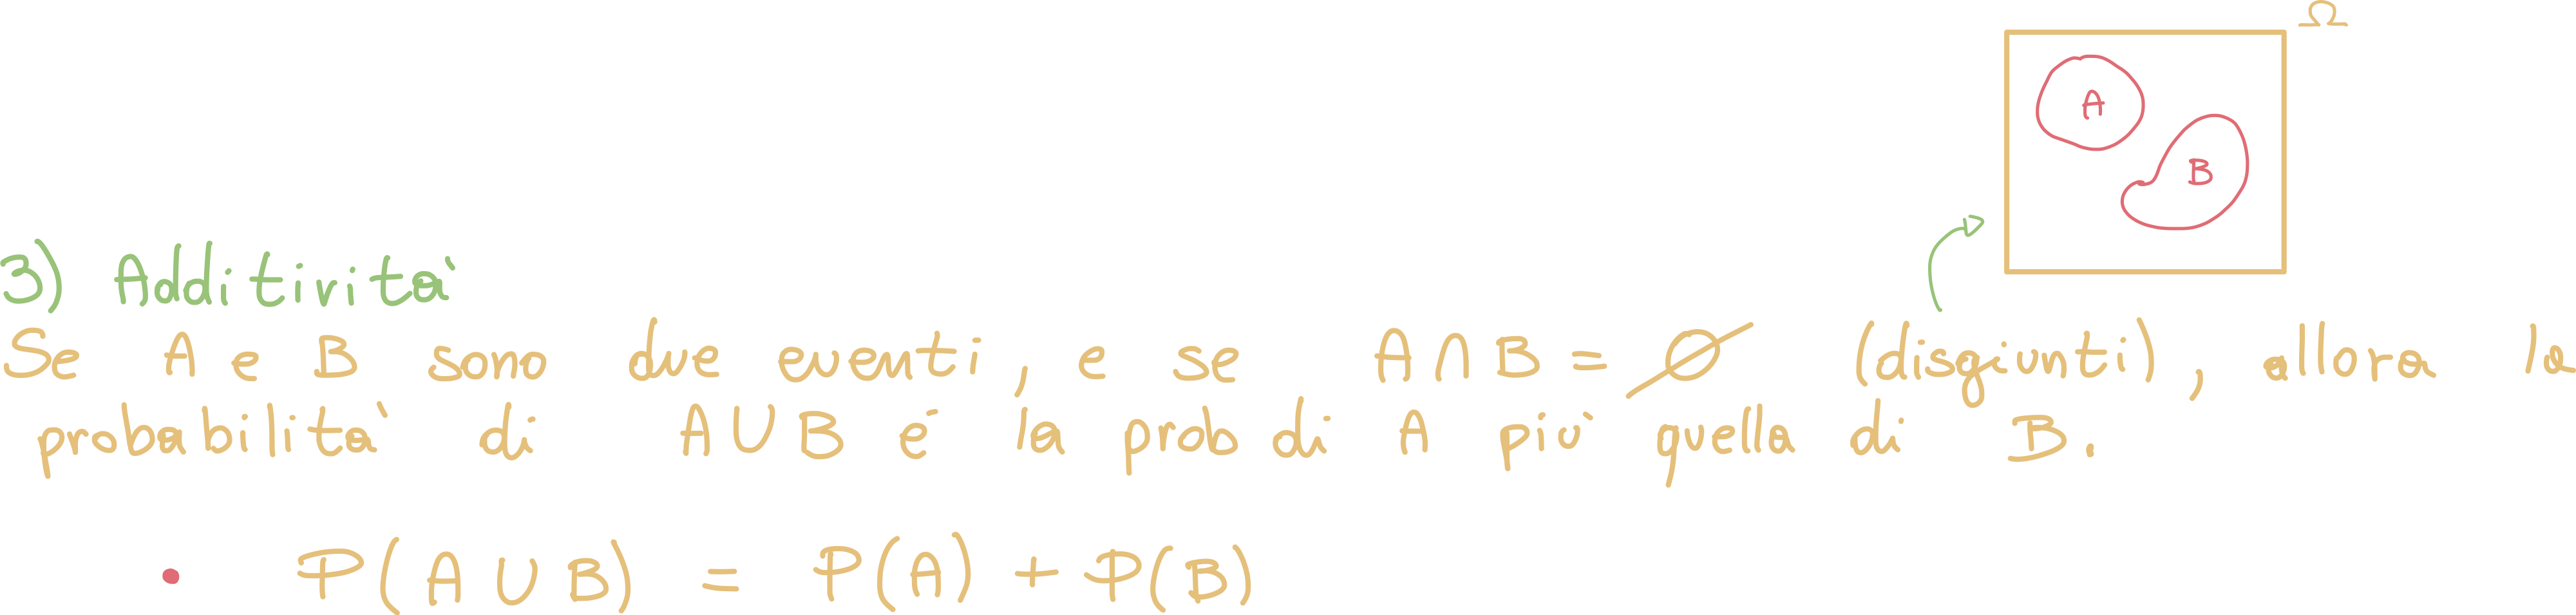 Ω
A
B
3) Additività
Se A e B sono due eventi, e se A∩B = ∅ (disgiunti), allora la
probabilità di A∪B é la prob di A più quella di B.
• P(A∪B) = P(A) + P(B)